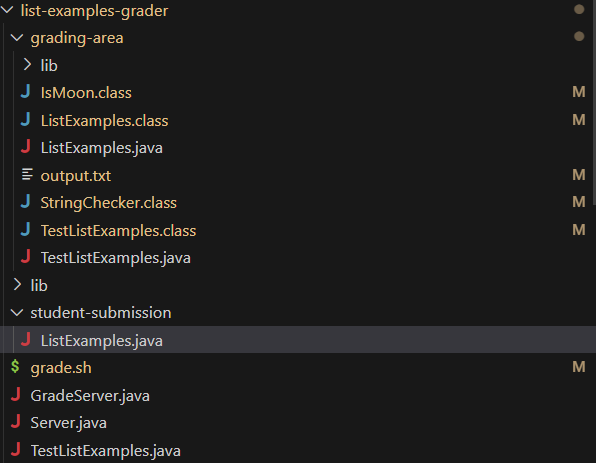 list-examples-grader
grading-area
lib
IsMoon.class M
ListExamples.class M
ListExamples.java
output.txt M
StringChecker.class M
TestListExamples.class M
TestListExamples.java
lib
student-submission
ListExamples.java
$ grade.sh M
GradeServer.java
Server.java
TestListExamples.java